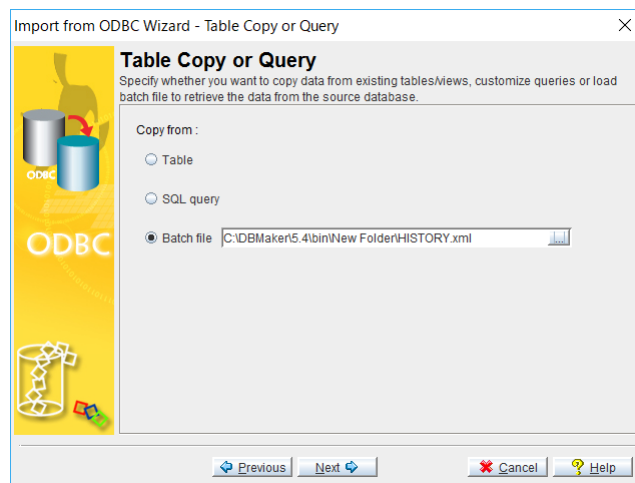 Import from ODBC Wizard - Table Copy or Query
Table Copy or Query
Specify whether you want to copy data from existing tables/views, customize queries or load
batch file to retrieve the data from the source database.
Copy from :
Table
SQL query
Batch file C:\DBMaker\5.4\bin\New Folder\HISTORY.xml ...
ODBC
ODBC
Previous Next Cancel Help